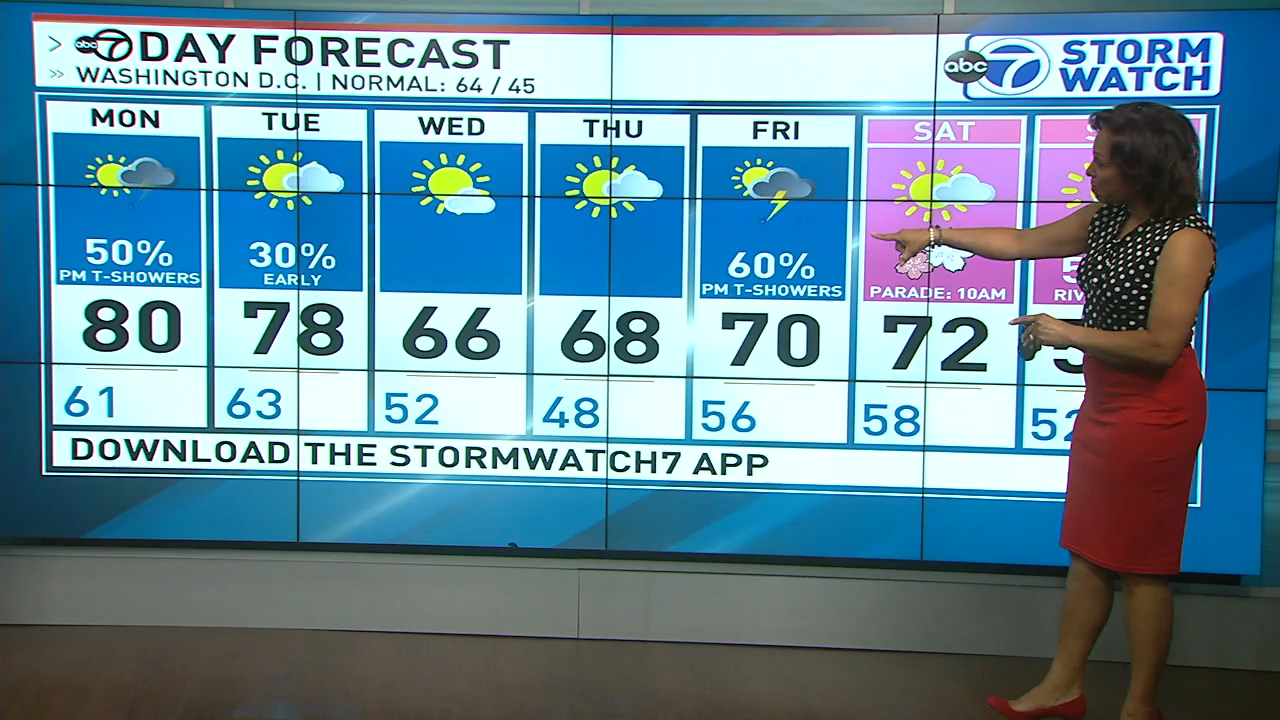 > abc 7 DAY FORECAST
» WASHINGTON D.C. | NORMAL: 64 / 45
abc 7 STORM
WATCH
MON
TUE
WED
THU
FRI
SAT
50%
PM T-SHOWERS
30%
EARLY
60%
PM T-SHOWERS
PARADE: 10AM
80
78
66
68
70
72
61
63
52
48
56
58
52
DOWNLOAD THE STORMWATCH7 APP